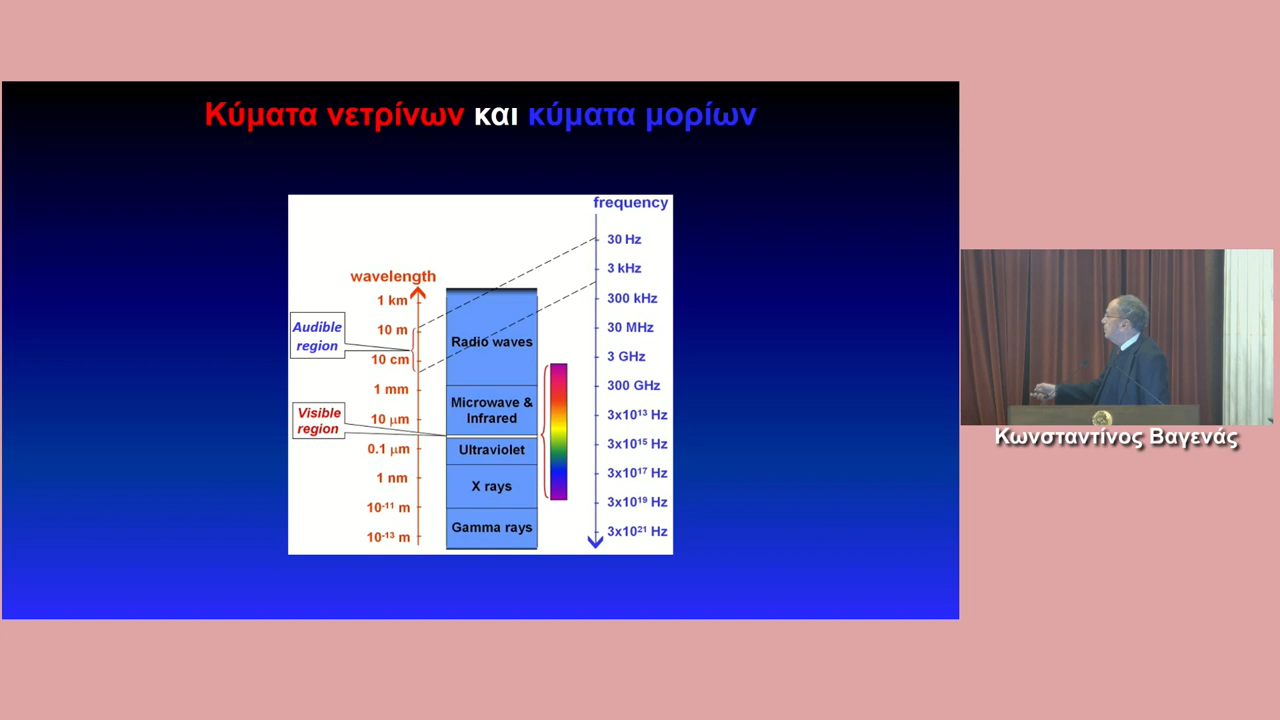 Κύματα νετρίνων και κύματα μορίων
frequency
30 Hz
3 kHz
300 kHz
30 MHz
3 GHz
300 GHz
3x10¹³ Hz
3x10¹⁵ Hz
3x10¹⁷ Hz
3x10¹⁹ Hz
3x10²¹ Hz
wavelength
1 km
10 m
10 cm
1 mm
10 μm
0.1 μm
1 nm
10⁻¹¹ m
10⁻¹³ m
Audible
region
Visible
region
Radio waves
Microwave &
Infrared
Ultraviolet
X rays
Gamma rays
Κωνσταντίνος Βαγενάς